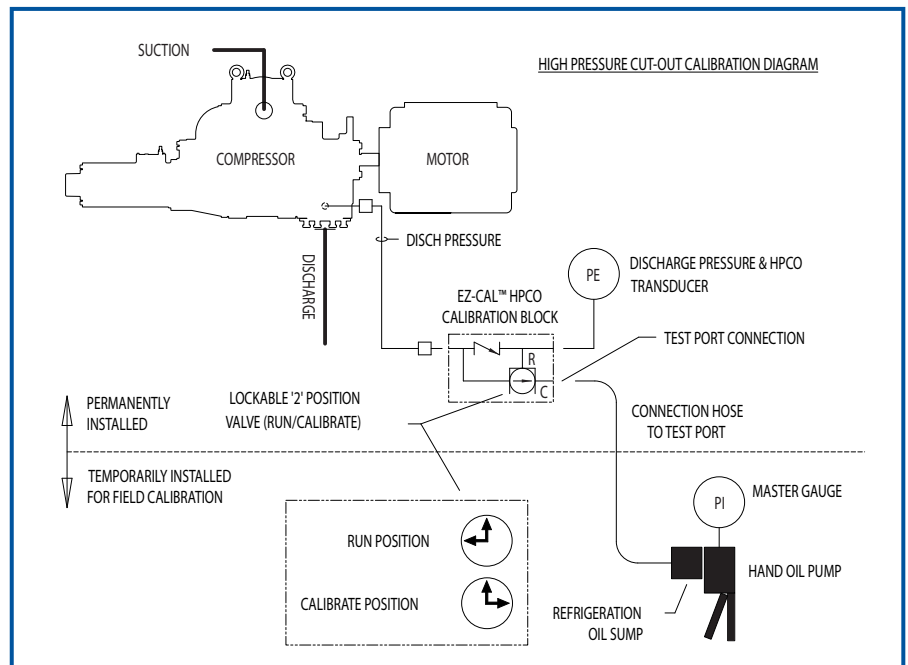 SUCTION
HIGH PRESSURE CUT-OUT CALIBRATION DIAGRAM
COMPRESSOR
MOTOR
DISCH PRESSURE
DISCHARGE
PE
DISCHARGE PRESSURE & HPCO
TRANSDUCER
EZ-CAL™ HPCO
CALIBRATION BLOCK
TEST PORT CONNECTION
R
C
LOCKABLE '2' POSITION
VALVE (RUN/CALIBRATE)
PERMANENTLY
INSTALLED
CONNECTION HOSE
TO TEST PORT
TEMPORARILY INSTALLED
FOR FIELD CALIBRATION
PI
MASTER GAUGE
RUN POSITION
CALIBRATE POSITION
HAND OIL PUMP
REFRIGERATION
OIL SUMP